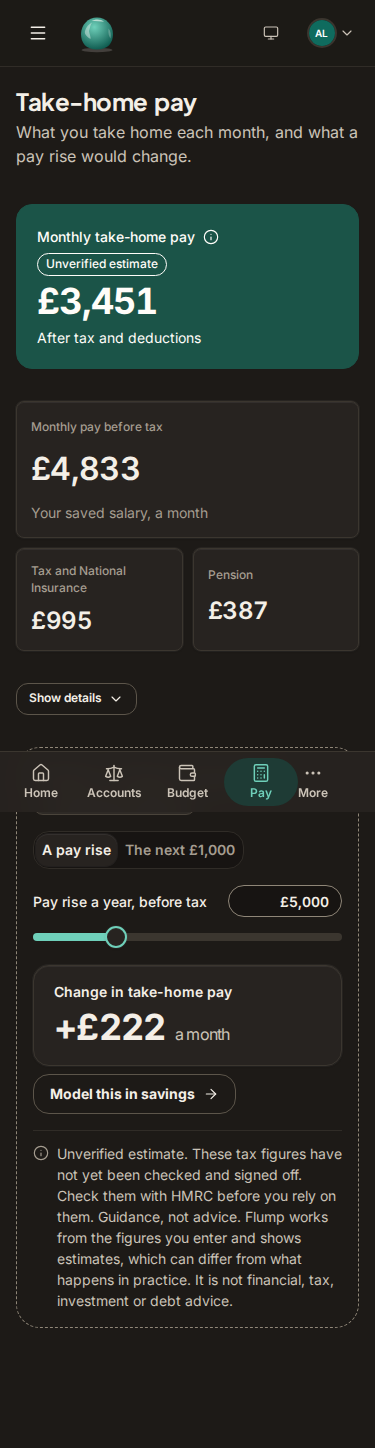 AL
Take-home pay
What you take home each month, and what a
pay rise would change.
Monthly take-home pay
Unverified estimate
£3,451
After tax and deductions
Monthly pay before tax
£4,833
Your saved salary, a month
Tax and National
Insurance
£995
Pension
£387
Show details
Home
Accounts
Budget
Pay
More
A pay rise
The next £1,000
Pay rise a year, before tax
£5,000
Change in take-home pay
+£222 a month
Model this in savings
Unverified estimate. These tax figures have
not yet been checked and signed off.
Check them with HMRC before you rely on
them. Guidance, not advice. Flump works
from the figures you enter and shows
estimates, which can differ from what
happens in practice. It is not financial, tax,
investment or debt advice.